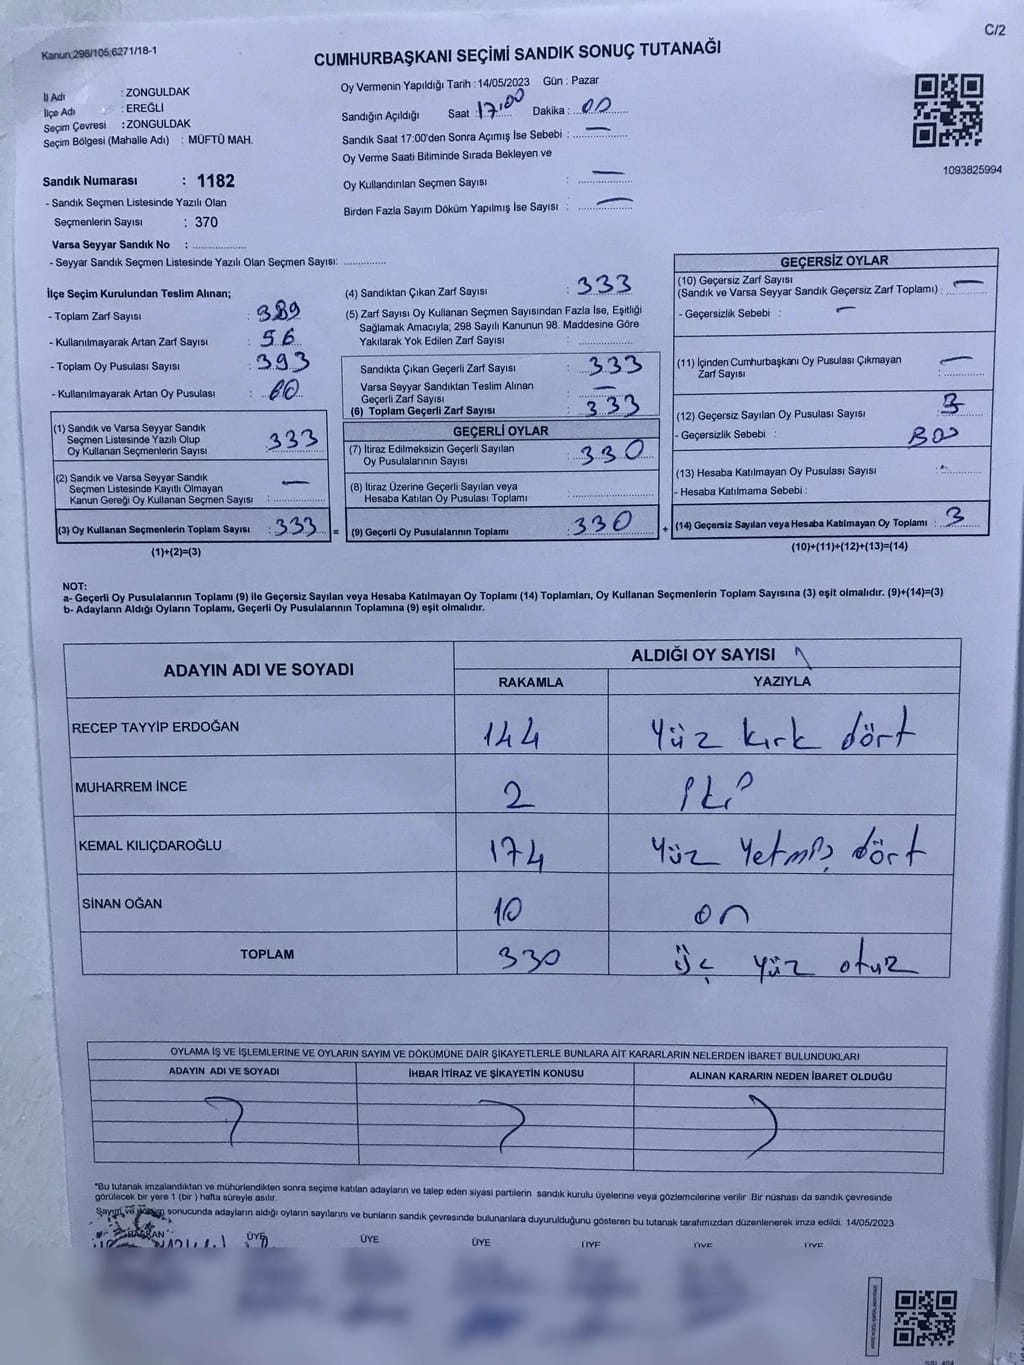 Kanun;298/105;6271/18-1
C/2
CUMHURBAŞKANI SEÇİMİ SANDIK SONUÇ TUTANAĞI
İl Adı : ZONGULDAK
İlçe Adı : EREĞLİ
Seçim Çevresi : ZONGULDAK
Seçim Bölgesi (Mahalle Adı) : MÜFTÜ MAH.
Oy Vermenin Yapıldığı Tarih : 14/05/2023 Gün : Pazar
Sandığın Açıldığı Saat 17:00 Dakika : 00
Sandık Saat 17:00'den Sonra Açımış İse Sebebi : —
Oy Verme Saati Bitiminde Sırada Bekleyen ve
Oy Kullandırılan Seçmen Sayısı : —
Birden Fazla Sayım Döküm Yapılmış İse Sayısı : —
1093825994
Sandık Numarası : 1182
- Sandık Seçmen Listesinde Yazılı Olan
Seçmenlerin Sayısı : 370
Varsa Seyyar Sandık No :
- Seyyar Sandık Seçmen Listesinde Yazılı Olan Seçmen Sayısı:
İlçe Seçim Kurulundan Teslim Alınan;
- Toplam Zarf Sayısı : 389
- Kullanılmayarak Artan Zarf Sayısı : 56
- Toplam Oy Pusulası Sayısı : 393
- Kullanılmayarak Artan Oy Pusulası : 60
(1) Sandık ve Varsa Seyyar Sandık
Seçmen Listesinde Yazılı Olup
Oy Kullanan Seçmenlerin Sayısı : 333
(2) Sandık ve Varsa Seyyar Sandık
Seçmen Listesinde Kayıtlı Olmayan
Kanun Gereği Oy Kullanan Seçmen Sayısı : —
(3) Oy Kullanan Seçmenlerin Toplam Sayısı : 333 =
(1)+(2)=(3)
(4) Sandıktan Çıkan Zarf Sayısı : 333
(5) Zarf Sayısı Oy Kullanan Seçmen Sayısından Fazla İse, Eşitliği
Sağlamak Amacıyla; 298 Sayılı Kanunun 98. Maddesine Göre
Yakılarak Yok Edilen Zarf Sayısı :
Sandıkta Çıkan Geçerli Zarf Sayısı : 333
Varsa Seyyar Sandıktan Teslim Alınan
Geçerli Zarf Sayısı : —
(6) Toplam Geçerli Zarf Sayısı : 333
GEÇERLİ OYLAR
(7) İtiraz Edilmeksizin Geçerli Sayılan
Oy Pusulalarının Sayısı : 330
(8) İtiraz Üzerine Geçerli Sayılan veya
Hesaba Katılan Oy Pusulası Toplamı :
(9) Geçerli Oy Pusulalarının Toplamı : 330 +
GEÇERSİZ OYLAR
(10) Geçersiz Zarf Sayısı
(Sandık ve Varsa Seyyar Sandık Geçersiz Zarf Toplamı) : —
- Geçersizlik Sebebi : —
(11) İçinden Cumhurbaşkanı Oy Pusulası Çıkmayan
Zarf Sayısı : —
(12) Geçersiz Sayılan Oy Pusulası Sayısı : 3
- Geçersizlik Sebebi :
(13) Hesaba Katılmayan Oy Pusulası Sayısı :
- Hesaba Katılmama Sebebi :
(14) Geçersiz Sayılan veya Hesaba Katılmayan Oy Toplamı : 3
(10)+(11)+(12)+(13)=(14)
NOT:
a- Geçerli Oy Pusulalarının Toplamı (9) ile Geçersiz Sayılan veya Hesaba Katılmayan Oy Toplamı (14) Toplamları, Oy Kullanan Seçmenlerin Toplam Sayısına (3) eşit olmalıdır. (9)+(14)=(3)
b- Adayların Aldığı Oyların Toplamı, Geçerli Oy Pusulalarının Toplamına (9) eşit olmalıdır.
ADAYIN ADI VE SOYADI
ALDIĞI OY SAYISI
RAKAMLA YAZIYLA
RECEP TAYYİP ERDOĞAN 144 Yüz kırk dört
MUHARREM İNCE 2 İki
KEMAL KILIÇDAROĞLU 174 Yüz Yetmiş dört
SİNAN OĞAN 10 on
TOPLAM 330 üç yüz otuz
OYLAMA İŞ VE İŞLEMLERİNE VE OYLARIN SAYIM VE DÖKÜMÜNE DAİR ŞİKAYETLERLE BUNLARA AİT KARARLARIN NELERDEN İBARET BULUNDUKLARI
ADAYIN ADI VE SOYADI İHBAR İTİRAZ VE ŞİKAYETİN KONUSU ALINAN KARARIN NEDEN İBARET OLDUĞU
*Bu tutanak imzalandıktan ve mühürlendikten sonra seçime katılan adayların ve talep eden siyasi partilerin sandık kurulu üyelerine veya gözlemcilerine verilir .Bir nüshası da sandık çevresinde
görülecek bir yere 1 (bir ) hafta süreyle asılır.
Sayım ve döküm sonucunda adayların aldığı oyların sayılarını ve bunların sandık çevresinde bulunanlara duyurulduğunu gösteren bu tutanak tarafımızdan düzenlenerek imza edildi. 14/05/2023
BAŞKAN ÜYE ÜYE ÜYE ÜYE ÜYE ÜYE